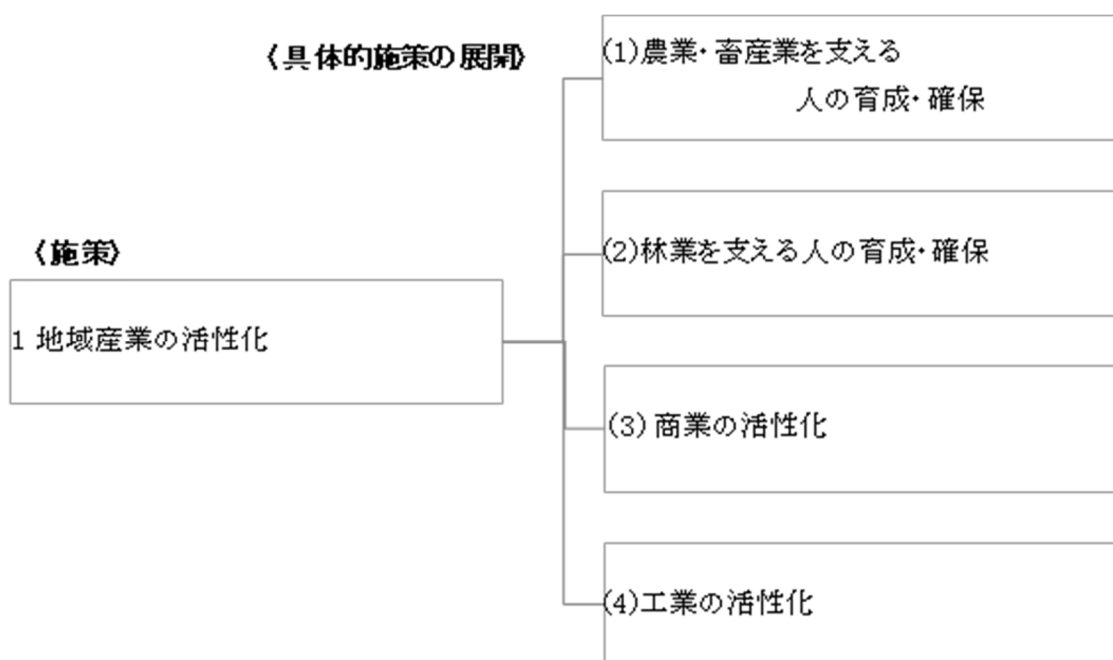 〈具体的施策の展開〉
(1)農業・畜産業を支える
人の育成・確保
(2)林業を支える人の育成・確保
〈施策〉
1 地域産業の活性化
(3) 商業の活性化
(4)工業の活性化